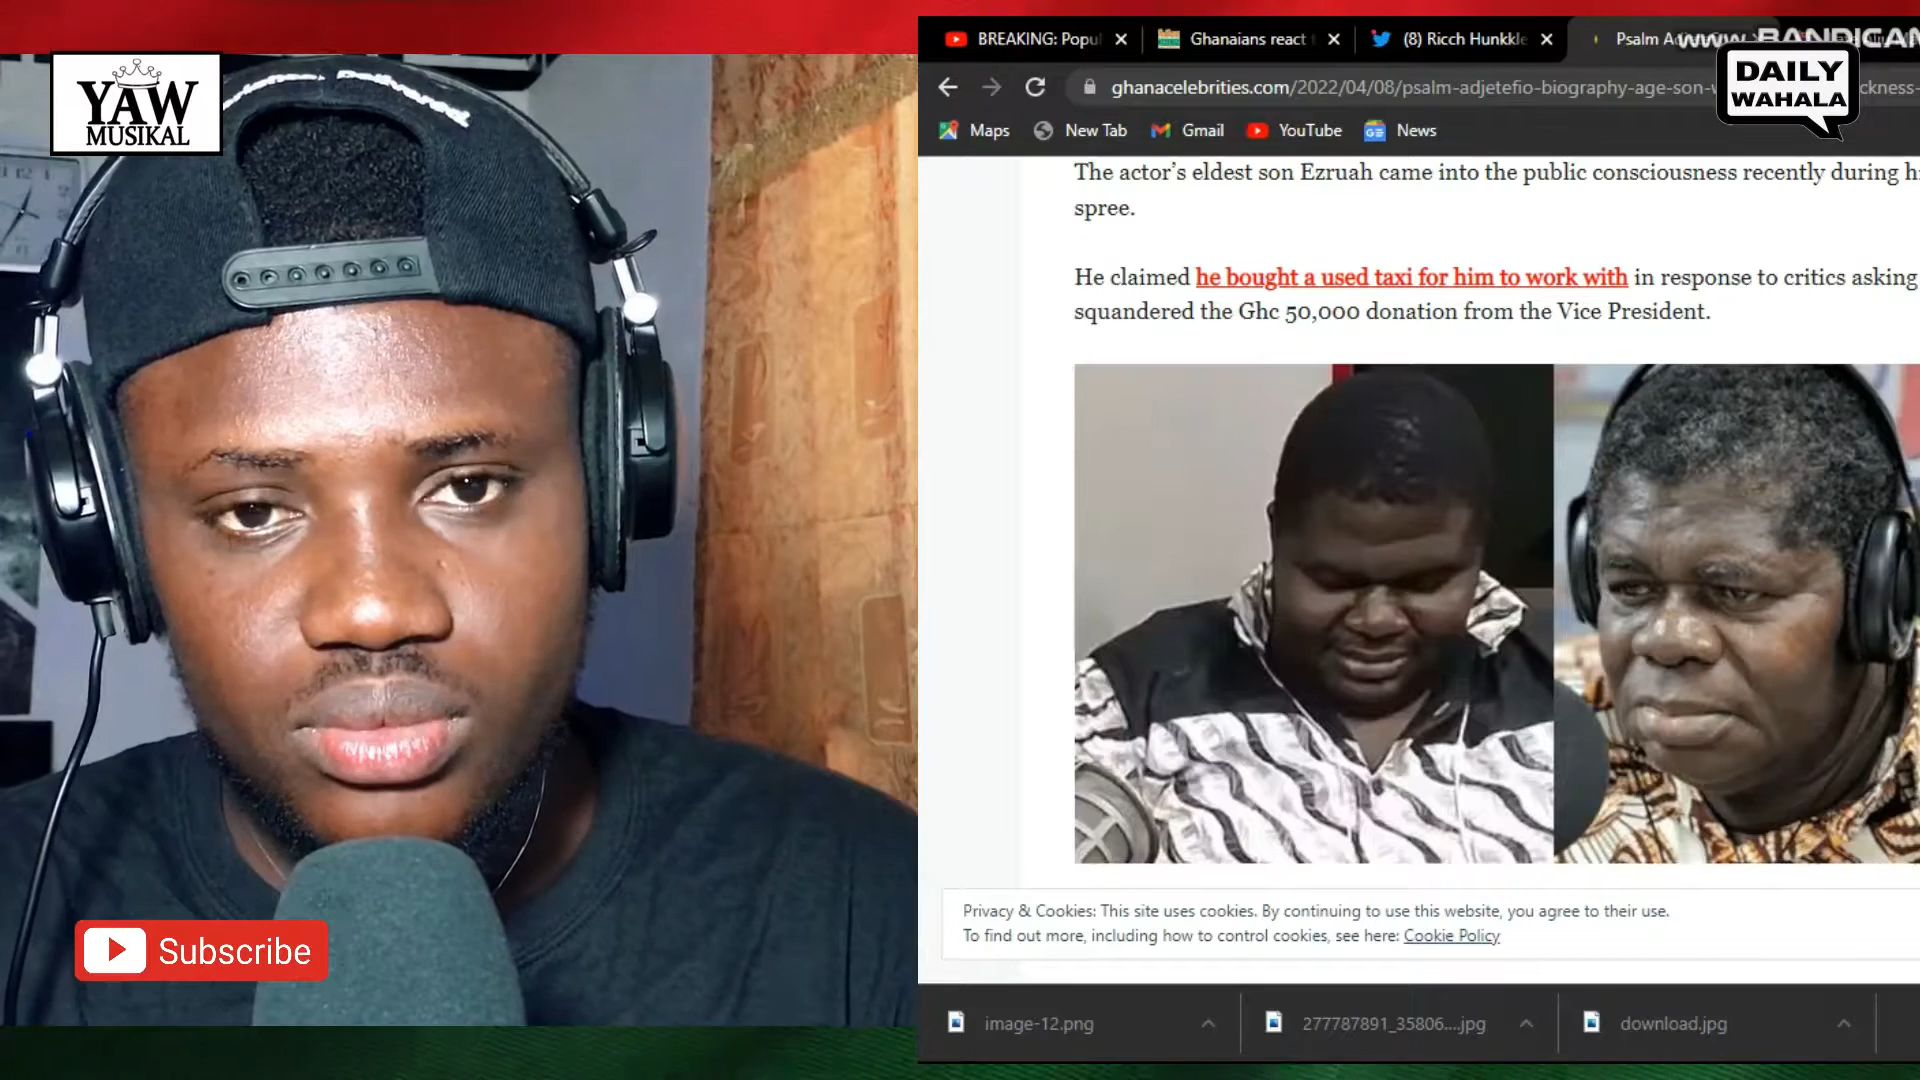 YAW
MUSIKAL
Delivered.
Subscribe
BREAKING: Popul
Ghanaians react
(8) Ricch Hunkkle
Psalm
www.BANDICAM
DAILY
WAHALA
ghanacelebrities.com/2022/04/08/psalm-adjetefio-biography-age-son-
Maps
New Tab
Gmail
YouTube
News
The actor’s eldest son Ezruah came into the public consciousness recently during
spree.
He claimed he bought a used taxi for him to work with in response to critics asking
squandered the Ghc 50,000 donation from the Vice President.
Privacy & Cookies: This site uses cookies. By continuing to use this website, you agree to their use.
To find out more, including how to control cookies, see here: Cookie Policy
image-12.png
277787891_35806....jpg
download.jpg